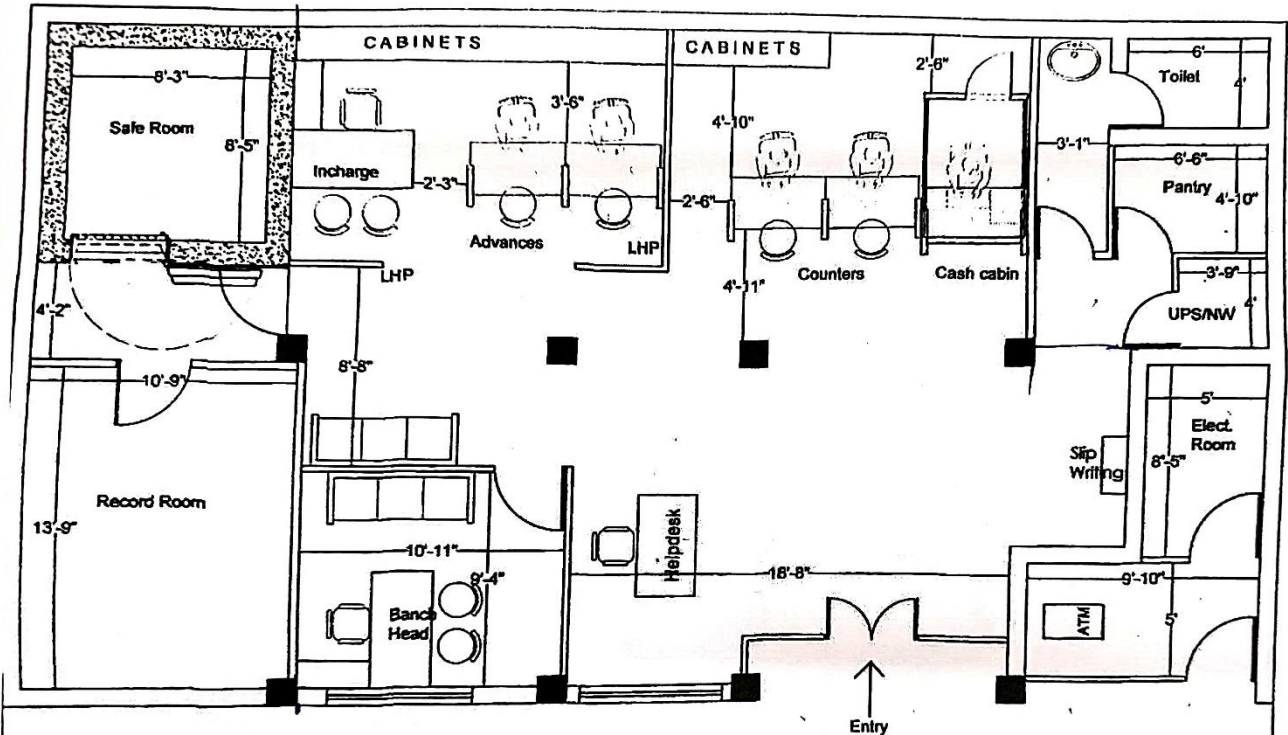 CABINETS
CABINETS
8'-3"
Safe Room
8'-5"
Incharge
2'-3"
3'-6"
Advances
LHP
LHP
4'-10"
2'-6"
2'-6"
Counters
Cash cabin
4'-11"
6'
Toilet
4'
3'-1"
6'-6"
Pantry
4'-10"
3'-9"
UPS/NW
4'
4'-2"
10'-9"
8'-8"
Record Room
13'-9"
10'-11"
9'-4"
Banch
Head
Helpdesk
18'-8"
Slip
Writing
5'
Elect.
Room
8'-5"
9'-10"
ATM
5'
Entry